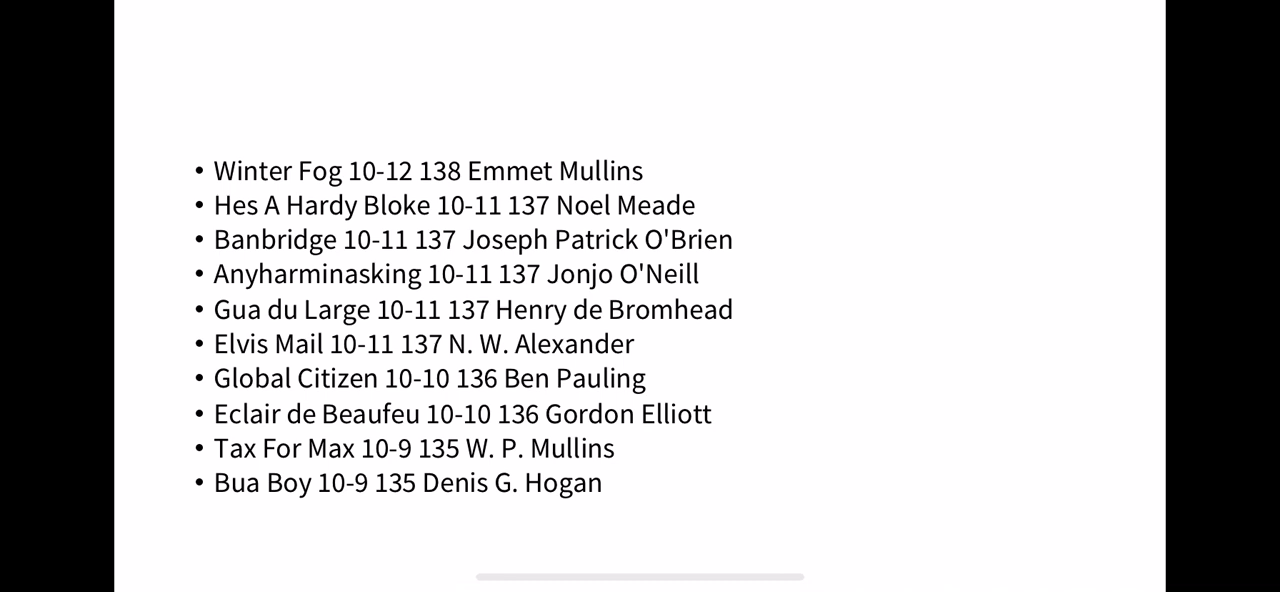 • Winter Fog 10-12 138 Emmet Mullins
• Hes A Hardy Bloke 10-11 137 Noel Meade
• Banbridge 10-11 137 Joseph Patrick O'Brien
• Anyharminasking 10-11 137 Jonjo O'Neill
• Gua du Large 10-11 137 Henry de Bromhead
• Elvis Mail 10-11 137 N. W. Alexander
• Global Citizen 10-10 136 Ben Pauling
• Eclair de Beaufeu 10-10 136 Gordon Elliott
• Tax For Max 10-9 135 W. P. Mullins
• Bua Boy 10-9 135 Denis G. Hogan